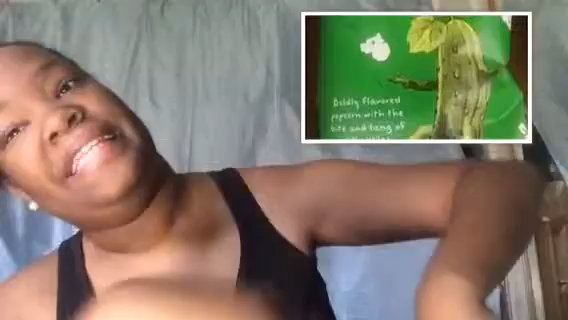 Boldly flavored
popcorn with the
bite and tang of